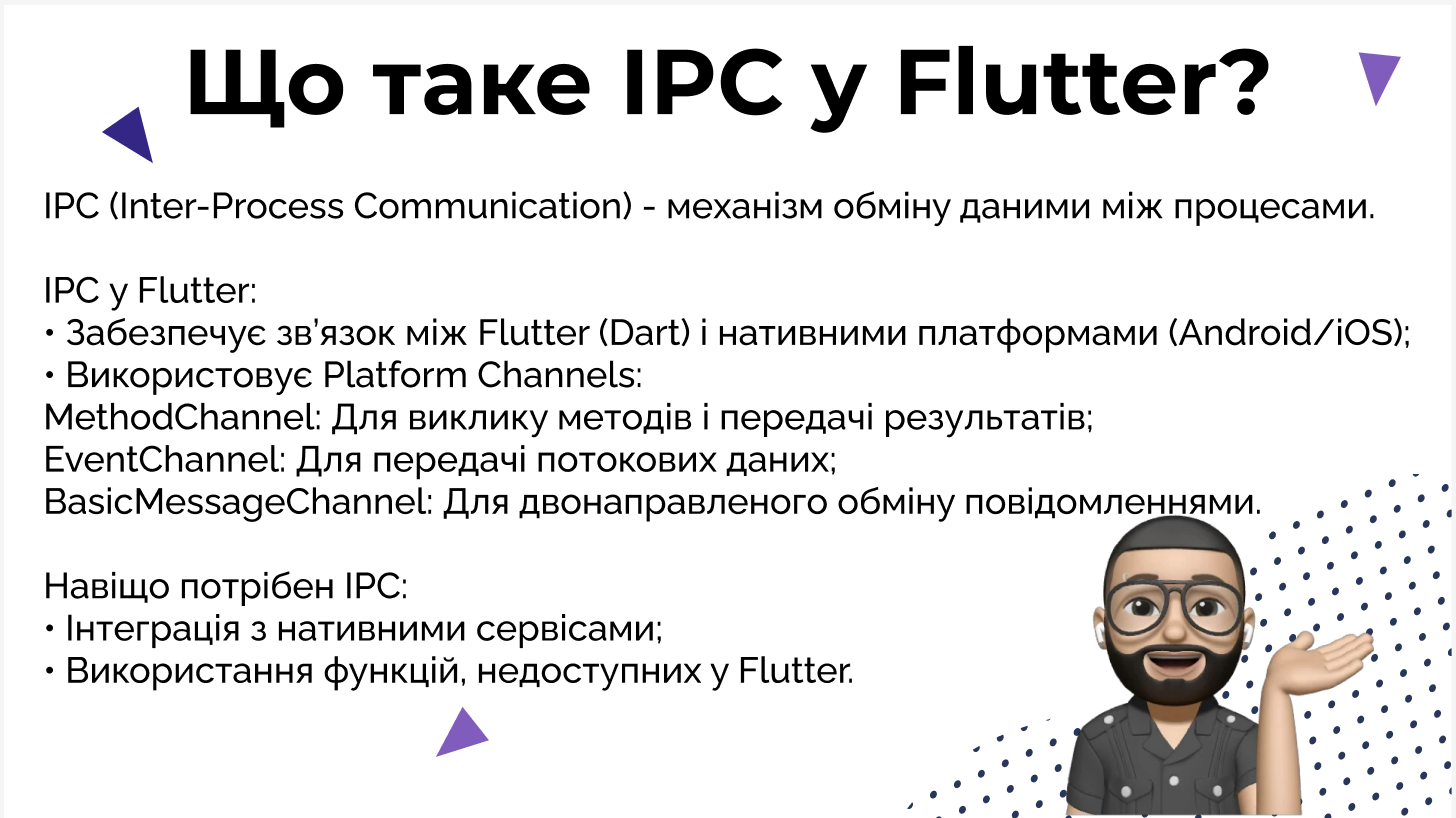 Що таке IPC у Flutter?
IPC (Inter-Process Communication) - механізм обміну даними між процесами.
IPC у Flutter:
• Забезпечує зв’язок між Flutter (Dart) і нативними платформами (Android/iOS);
• Використовує Platform Channels:
MethodChannel: Для виклику методів і передачі результатів;
EventChannel: Для передачі потокових даних;
BasicMessageChannel: Для двонаправленого обміну повідомленнями.
Навіщо потрібен IPC:
• Інтеграція з нативними сервісами;
• Використання функцій, недоступних у Flutter.